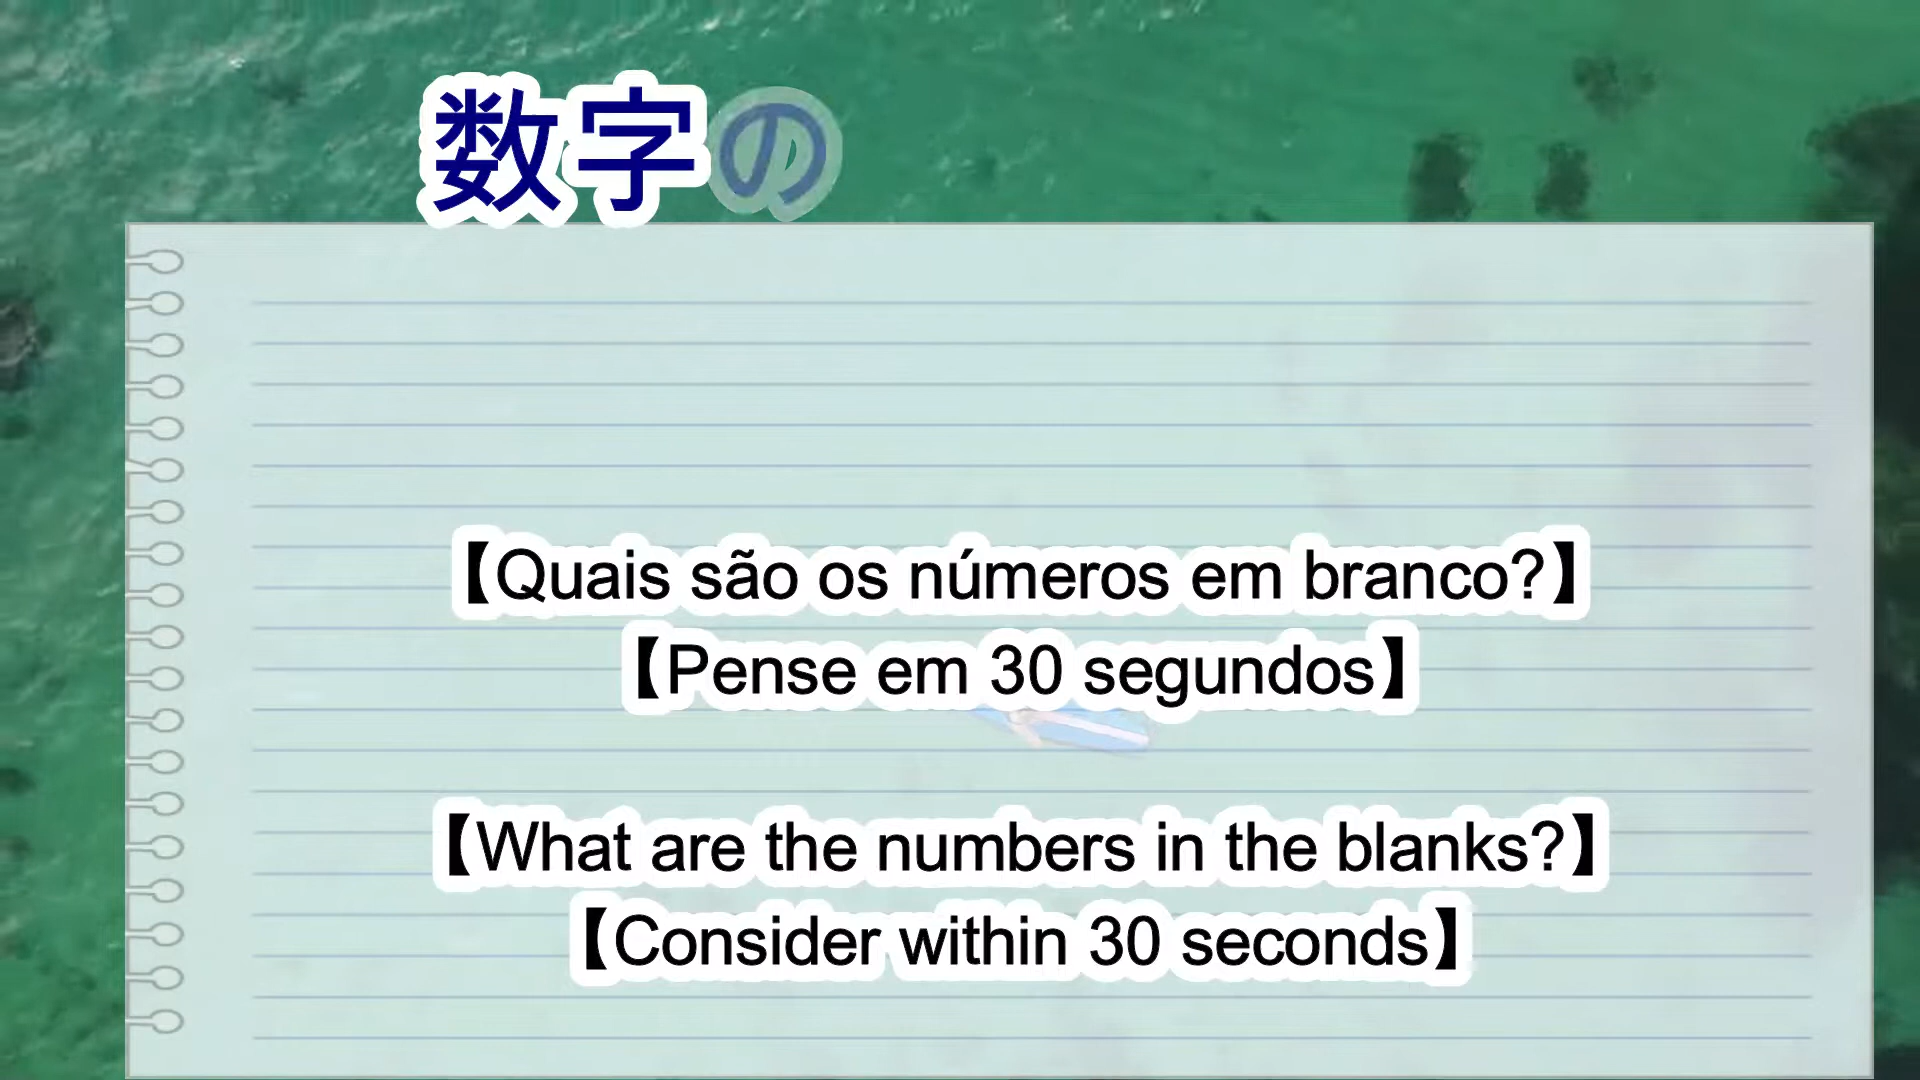 数字の
【Quais são os números em branco?】
【Pense em 30 segundos】
【What are the numbers in the blanks?】
【Consider within 30 seconds】